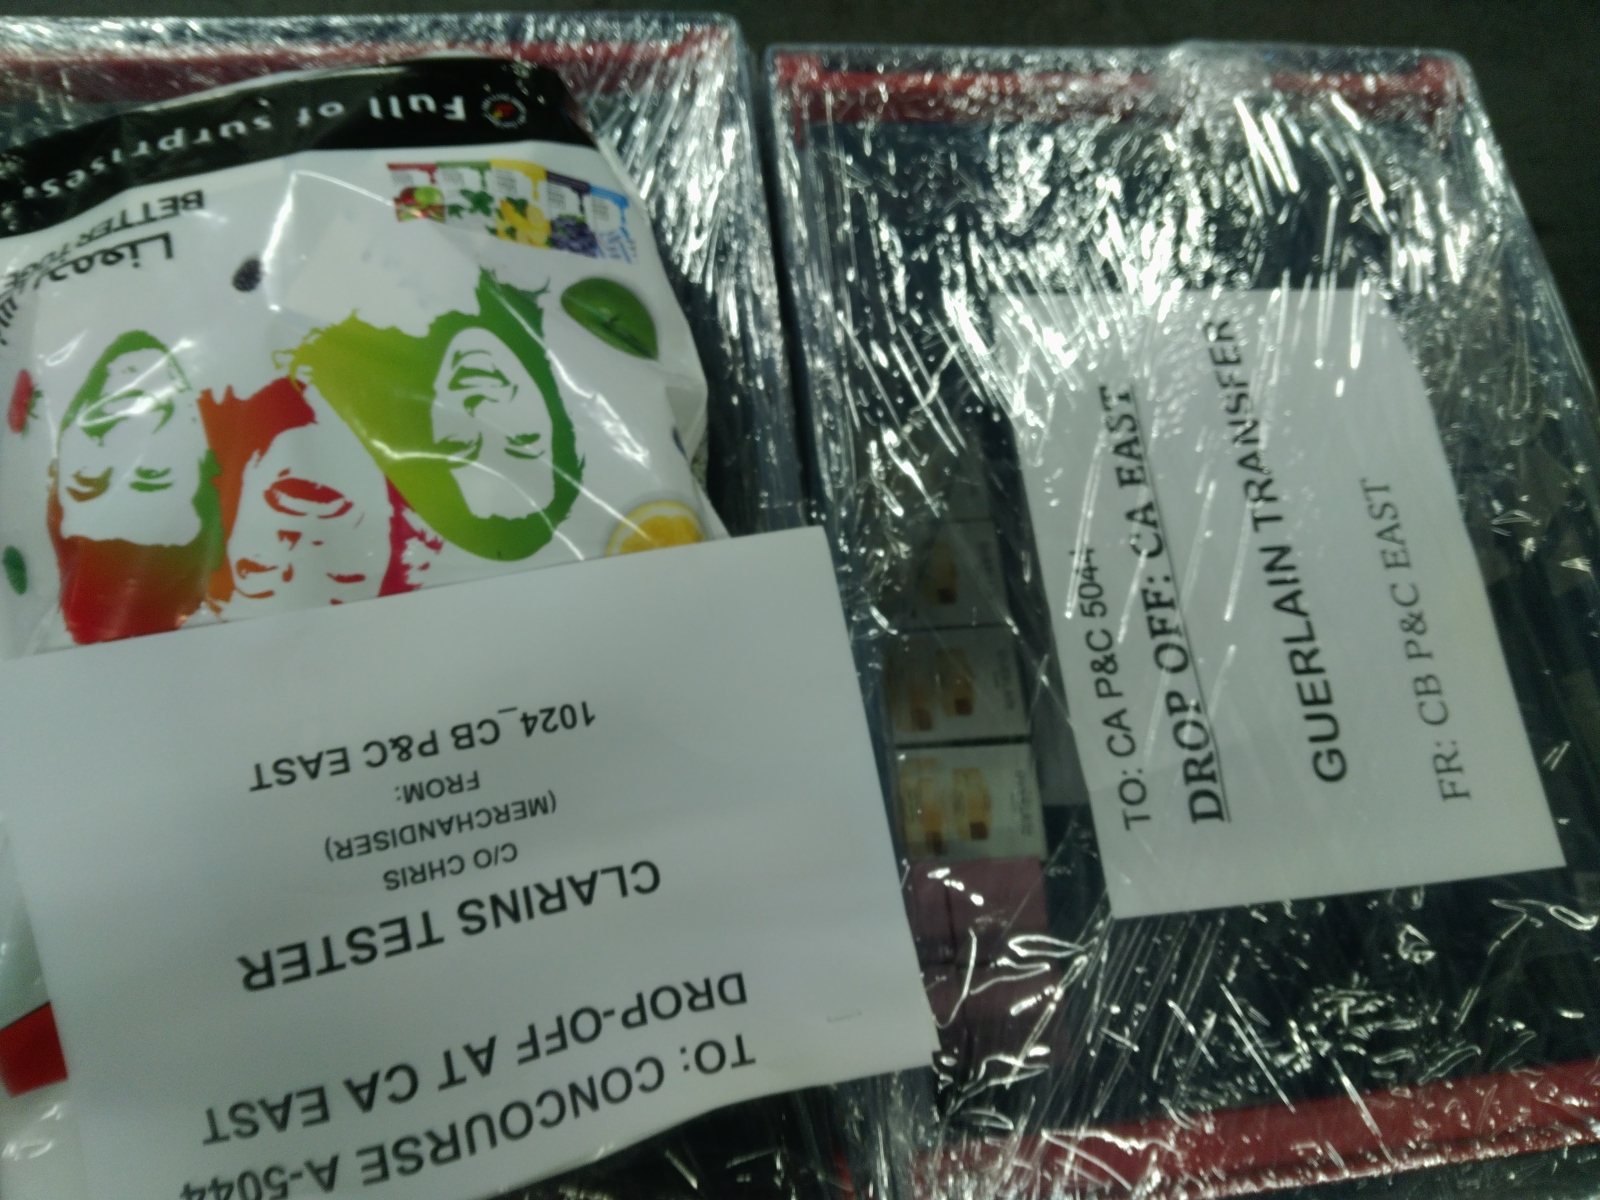 Full of surprises.
BETTER
TO: CONCOURSE A-5044
DROP-OFF AT CA EAST
CLARINS TESTER
C/O CHRIS
(MERCHANDISER)
FROM:
1024_CB P&C EAST
TO: CA P&C 5044
DROP OFF: CA EAST
GUERLAIN TRANSFER
FR: CB P&C EAST